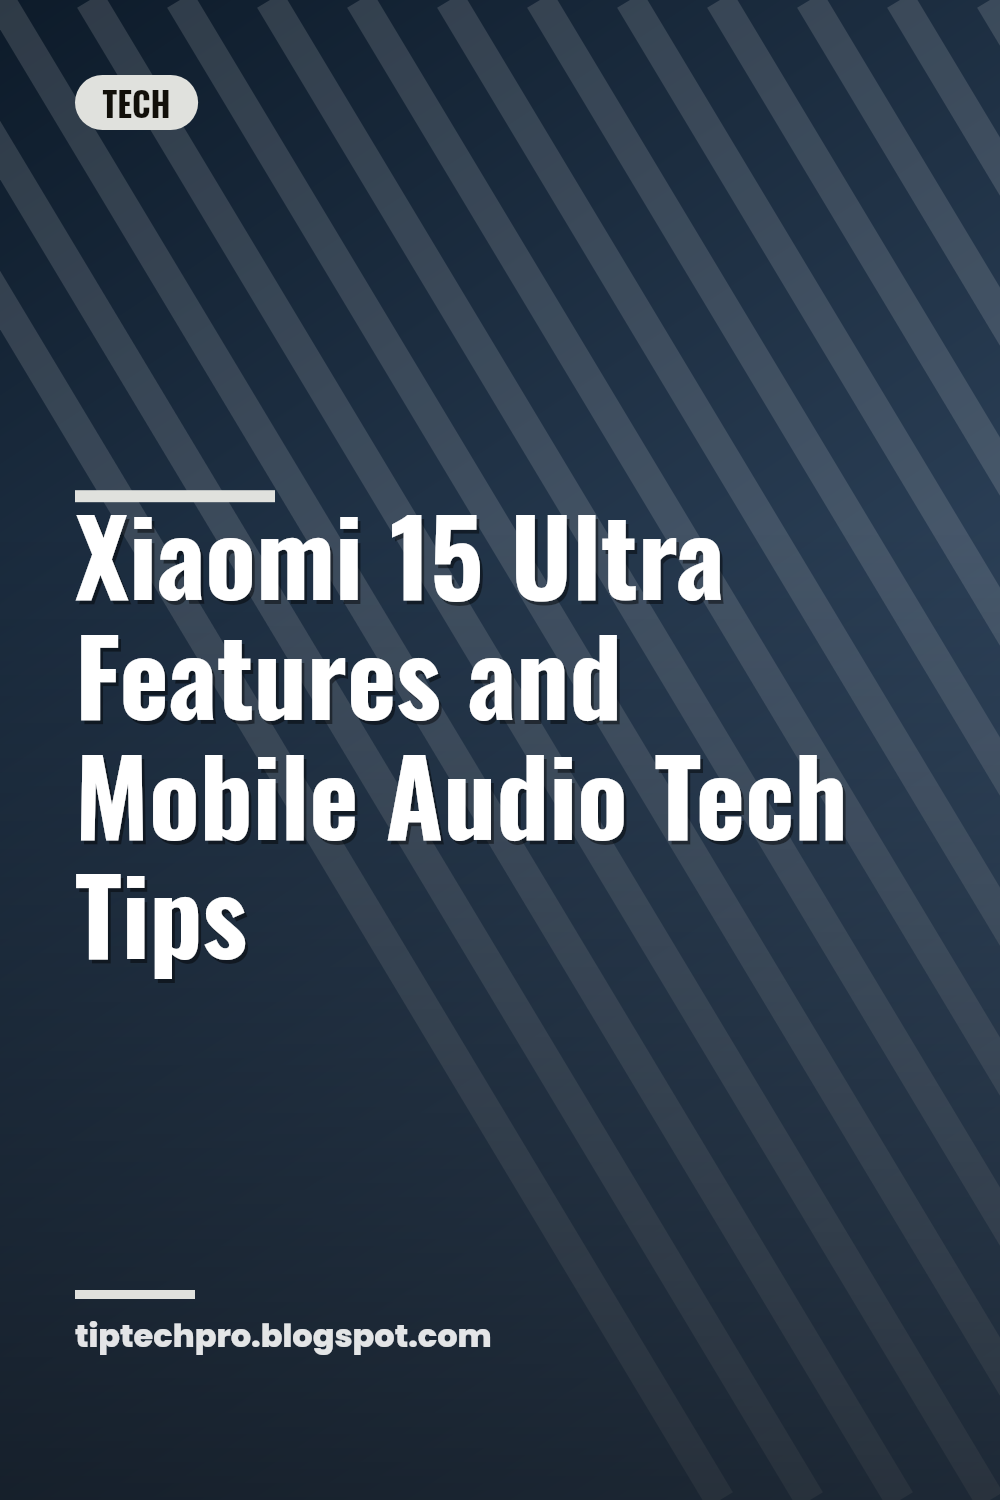 TECH
Xiaomi 15 Ultra
Features and
Mobile Audio Tech
Tips
tiptechpro.blogspot.com